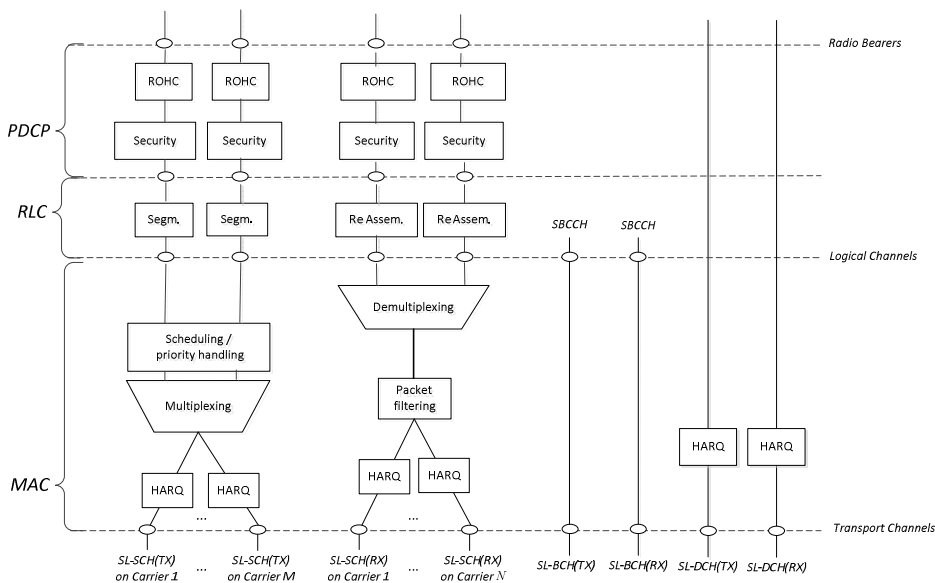 Radio Bearers
ROHC ROHC ROHC ROHC
PDCP
Security Security Security Security
RLC
Segm. Segm. Re Assem. Re Assem.
SBCCH SBCCH
Logical Channels
Demultiplexing
Scheduling /
priority handling
Packet
filtering
Multiplexing
HARQ HARQ
MAC
HARQ HARQ HARQ HARQ
... ...
Transport Channels
SL-SCH(TX)
on Carrier 1
...
SL-SCH(TX)
on Carrier M
SL-SCH(RX)
on Carrier 1
...
SL-SCH(RX)
on Carrier N
SL-BCH(TX)
SL-BCH(RX)
SL-DCH(TX)
SL-DCH(RX)